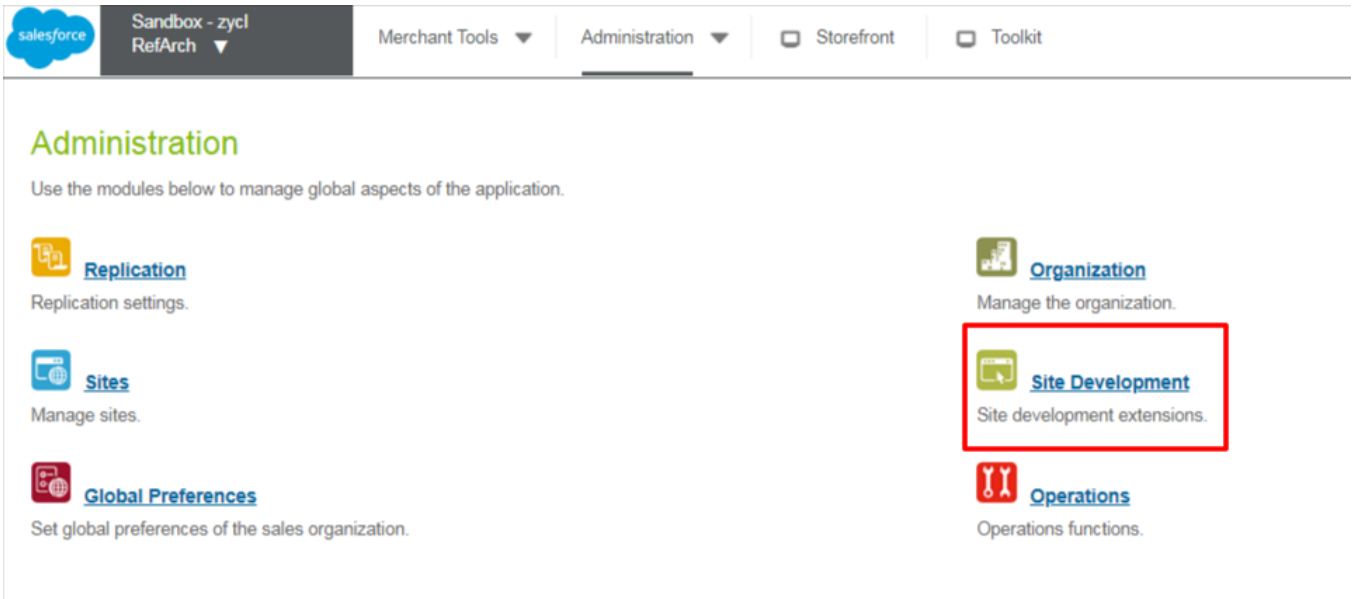 salesforce
Sandbox - zycl
RefArch ▼
Merchant Tools
Administration
Storefront
Toolkit
Administration
Use the modules below to manage global aspects of the application.
Replication
Replication settings.
Organization
Manage the organization.
Sites
Manage sites.
Site Development
Site development extensions.
Global Preferences
Set global preferences of the sales organization.
Operations
Operations functions.